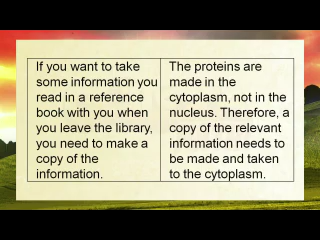 If you want to take
some information you
read in a reference
book with you when
you leave the library,
you need to make a
copy of the
information.
The proteins are
made in the
cytoplasm, not in the
nucleus. Therefore, a
copy of the relevant
information needs to
be made and taken
to the cytoplasm.